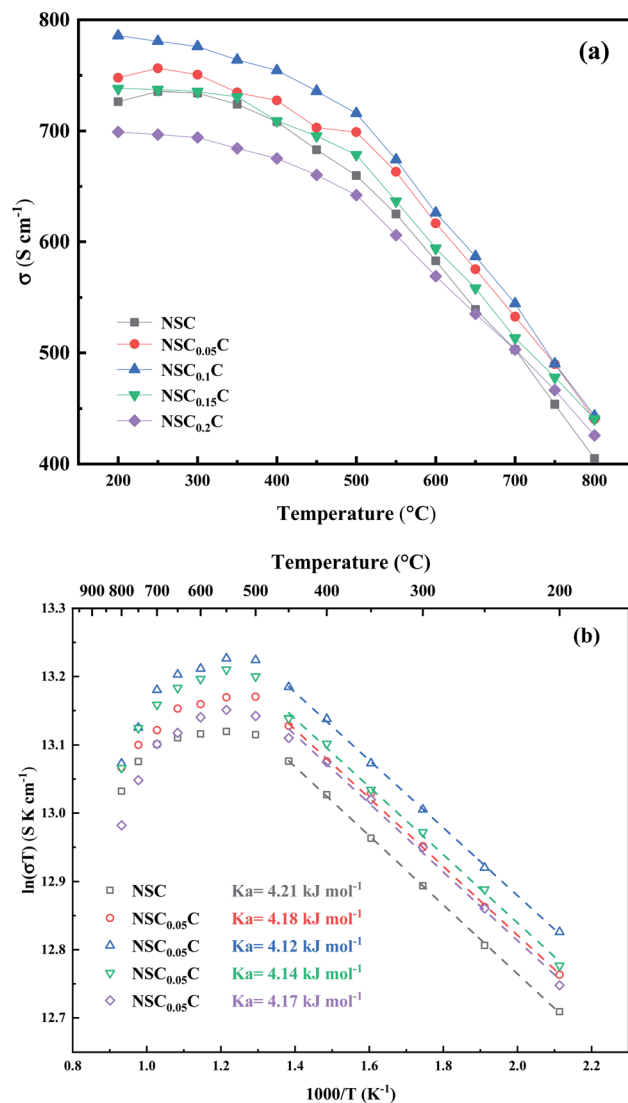 800
(a)
700
600
500
400
σ (S cm⁻¹)
NSC
NSC₀.₀₅C
NSC₀.₁C
NSC₀.₁₅C
NSC₀.₂C
200 300 400 500 600 700 800
Temperature (°C)
Temperature (°C)
900 800 700 600 500 400 300 200
13.3
(b)
13.2
13.1
13.0
12.9
12.8
12.7
ln(σT) (S K cm⁻¹)
NSC Ka= 4.21 kJ mol⁻¹
NSC₀.₀₅C Ka= 4.18 kJ mol⁻¹
NSC₀.₀₅C Ka= 4.12 kJ mol⁻¹
NSC₀.₀₅C Ka= 4.14 kJ mol⁻¹
NSC₀.₀₅C Ka= 4.17 kJ mol⁻¹
0.8 1.0 1.2 1.4 1.6 1.8 2.0 2.2
1000/T (K⁻¹)